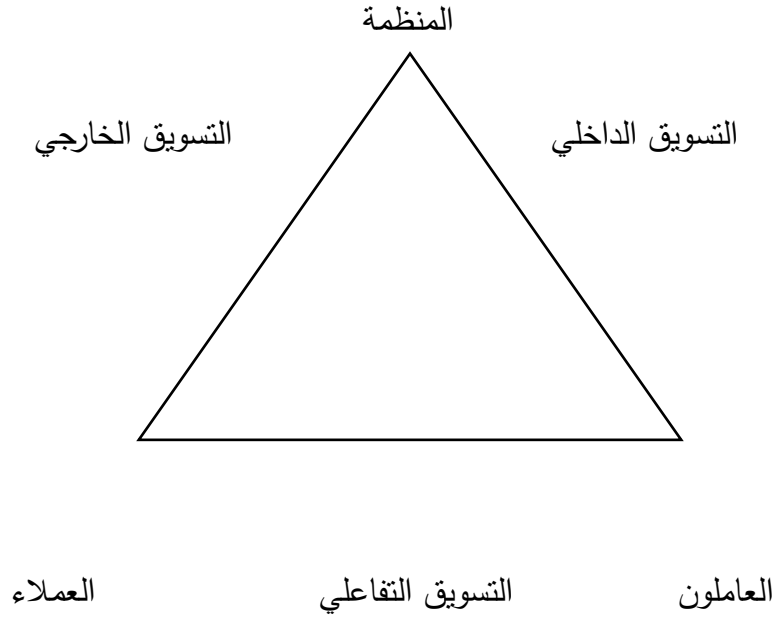 المنظمة
التسويق الداخلي
التسويق الخارجي
العاملون
التسويق التفاعلي
العملاء